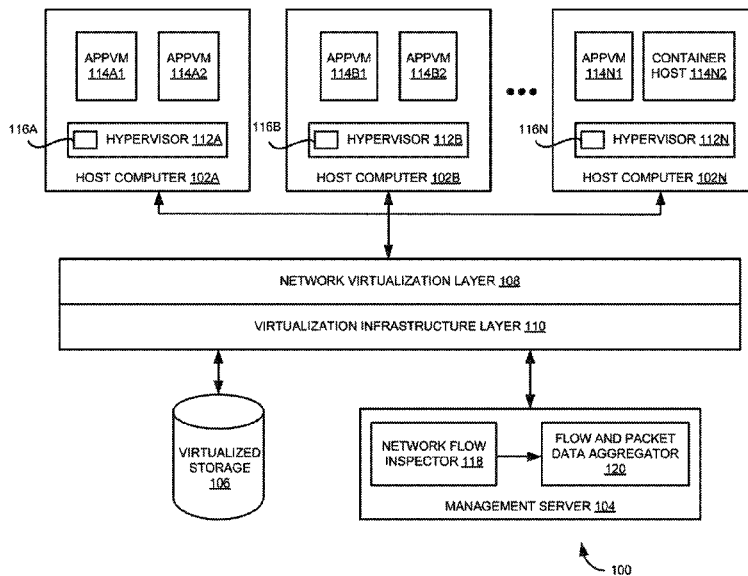 APPVM
114A1
APPVM
114A2
116A
HYPERVISOR 112A
HOST COMPUTER 102A
APPVM
114B1
APPVM
114B2
116B
HYPERVISOR 112B
HOST COMPUTER 102B
APPVM
114N1
CONTAINER
HOST 114N2
116N
HYPERVISOR 112N
HOST COMPUTER 102N
NETWORK VIRTUALIZATION LAYER 108
VIRTUALIZATION INFRASTRUCTURE LAYER 110
VIRTUALIZED
STORAGE
106
NETWORK FLOW
INSPECTOR 118
FLOW AND PACKET
DATA AGGREGATOR
120
MANAGEMENT SERVER 104
100